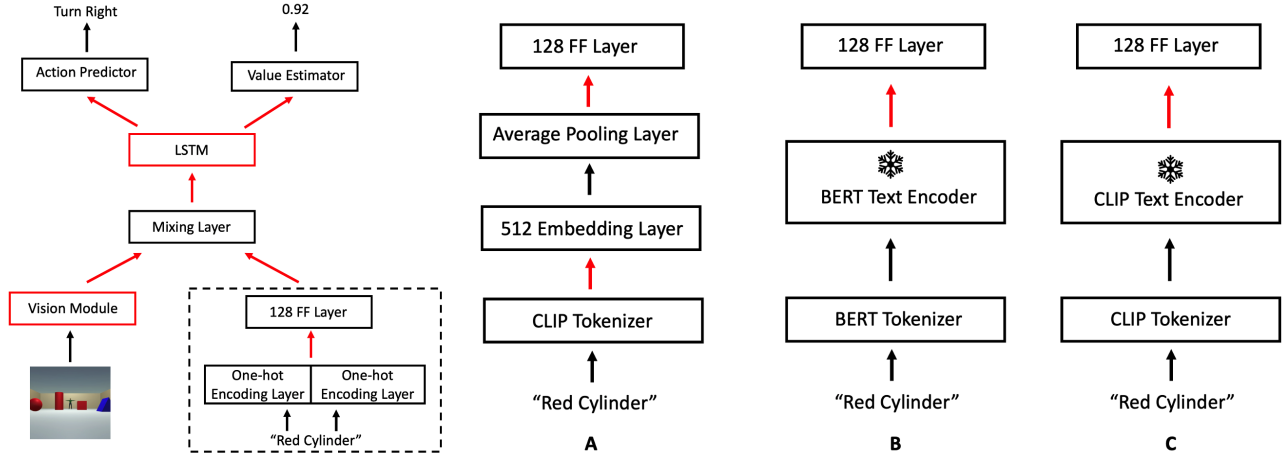 Turn Right
0.92
Action Predictor
Value Estimator
LSTM
Mixing Layer
Vision Module
128 FF Layer
One-hot
Encoding Layer
One-hot
Encoding Layer
“Red Cylinder”
128 FF Layer
Average Pooling Layer
512 Embedding Layer
CLIP Tokenizer
“Red Cylinder”
A
128 FF Layer
BERT Text Encoder
BERT Tokenizer
“Red Cylinder”
B
128 FF Layer
CLIP Text Encoder
CLIP Tokenizer
“Red Cylinder”
C